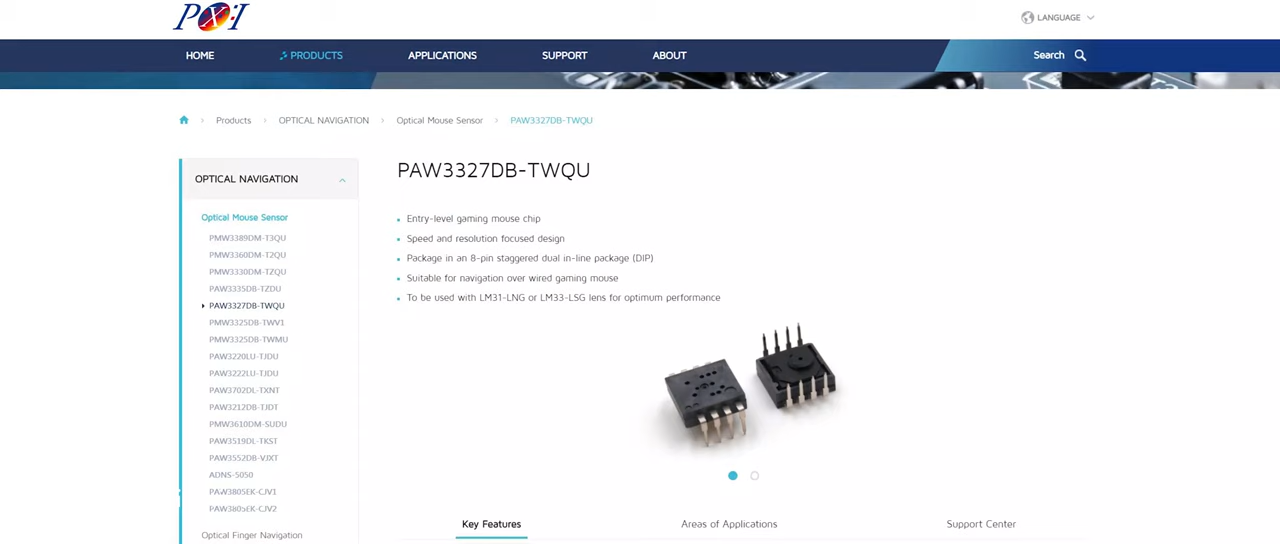 PX·I
LANGUAGE
HOME PRODUCTS APPLICATIONS SUPPORT ABOUT Search
Products > OPTICAL NAVIGATION > Optical Mouse Sensor > PAW3327DB-TWQU
OPTICAL NAVIGATION
Optical Mouse Sensor
PMW3389DM-T3QU
PMW3360DM-T2QU
PMW3330DM-TZQU
PAW3335DB-TZDU
PAW3327DB-TWQU
PMW3325DB-TWV1
PMW3325DB-TWMU
PAW3220LU-TJDU
PAW3222LU-TJDU
PAW3702DL-TXNT
PAW3212DB-TJDT
PMW3610DM-SUDU
PAW3519DL-TKST
PAW3552DB-VJXT
ADNS-5050
PAW3805EK-CJV1
PAW3805EK-CJV2
Optical Finger Navigation
PAW3327DB-TWQU
Entry-level gaming mouse chip
Speed and resolution focused design
Package in an 8-pin staggered dual in-line package (DIP)
Suitable for navigation over wired gaming mouse
To be used with LM31-LNG or LM33-LSG lens for optimum performance
Key Features Areas of Applications Support Center